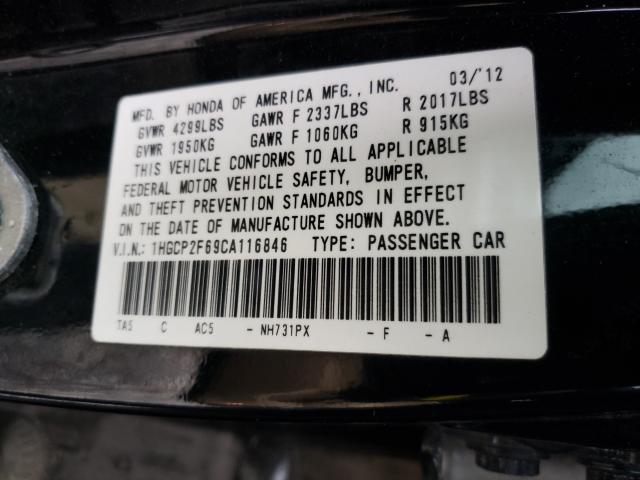 MFD. BY HONDA OF AMERICA MFG., INC. 03/'12
GVWR 4299LBS GAWR F 2337LBS R 2017LBS
GVWR 1950KG GAWR F 1060KG R 915KG
THIS VEHICLE CONFORMS TO ALL APPLICABLE
FEDERAL MOTOR VEHICLE SAFETY, BUMPER,
AND THEFT PREVENTION STANDARDS IN EFFECT
ON THE DATE OF MANUFACTURE SHOWN ABOVE.
V.I.N.: 1HGCP2F69CA116846 TYPE: PASSENGER CAR
TA5 C AC5 - NH731PX - F - A